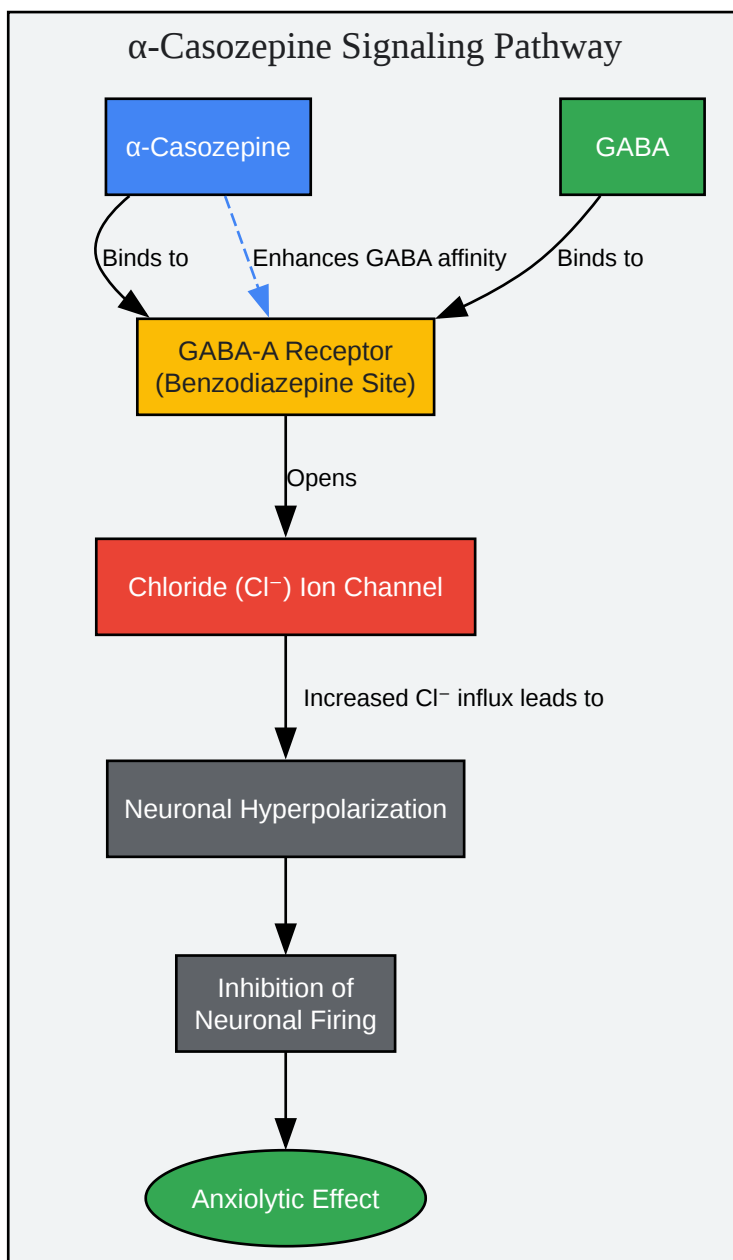 α-Casozepine Signaling Pathway
α-Casozepine
GABA
Binds to
Enhances GABA affinity
Binds to
GABA-A Receptor
(Benzodiazepine Site)
Opens
Chloride (Cl⁻) Ion Channel
Increased Cl⁻ influx leads to
Neuronal Hyperpolarization
Inhibition of
Neuronal Firing
Anxiolytic Effect